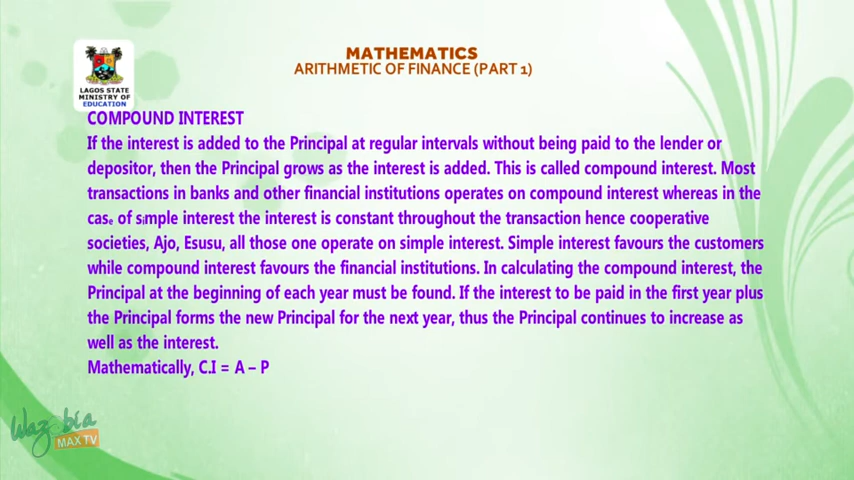 MATHEMATICS
ARITHMETIC OF FINANCE (PART 1)
LAGOS STATE
MINISTRY OF
EDUCATION
COMPOUND INTEREST
If the interest is added to the Principal at regular intervals without being paid to the lender or
depositor, then the Principal grows as the interest is added. This is called compound interest. Most
transactions in banks and other financial institutions operates on compound interest whereas in the
case of simple interest the interest is constant throughout the transaction hence cooperative
societies, Ajo, Esusu, all those one operate on simple interest. Simple interest favours the customers
while compound interest favours the financial institutions. In calculating the compound interest, the
Principal at the beginning of each year must be found. If the interest to be paid in the first year plus
the Principal forms the new Principal for the next year, thus the Principal continues to increase as
well as the interest.
Mathematically, C.I = A – P
Wazobia
MAX TV